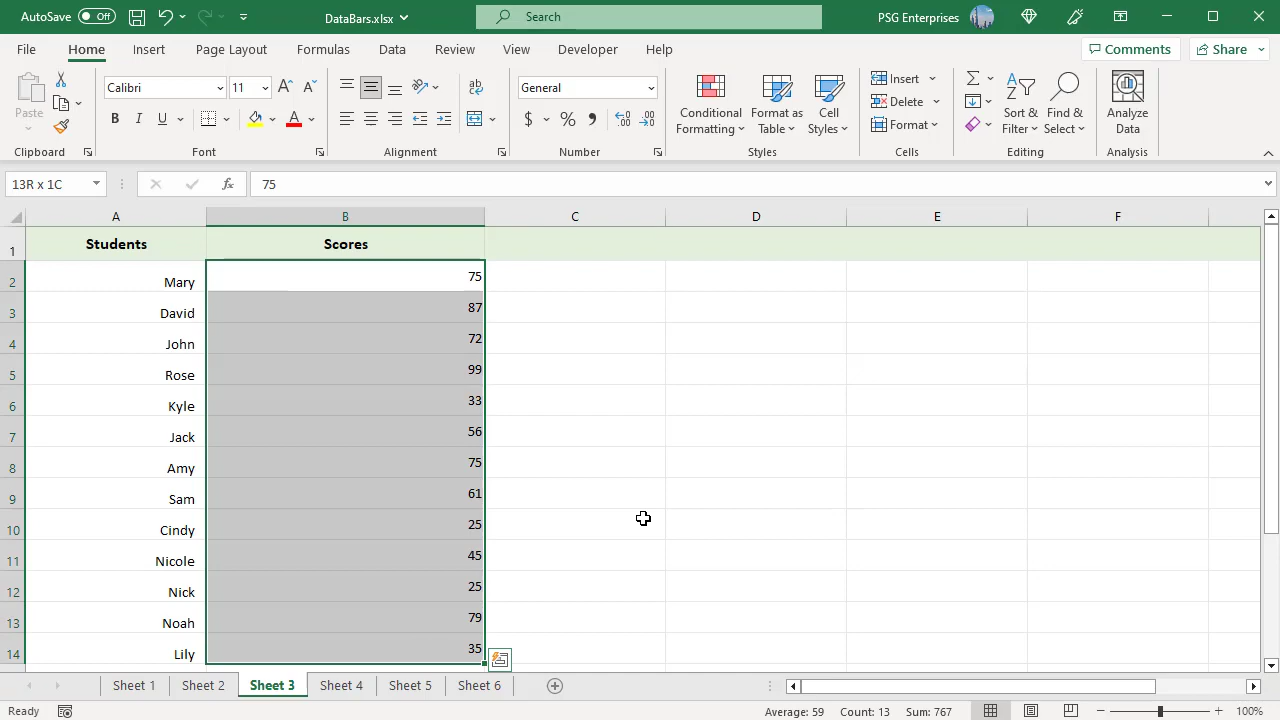 AutoSave Off DataBars.xlsx Search PSG Enterprises
File Home Insert Page Layout Formulas Data Review View Developer Help Comments Share
Paste
Clipboard
Calibri 11
B I U A
Font
ab
Alignment
General
$ % 9 .00 .00
Number
Conditional Formatting
Format as Table
Cell Styles
Styles
Insert
Delete
Format
Cells
Sort & Filter
Find & Select
Editing
Analyze Data
Analysis
13R x 1C fx 75
A B C D E F
1 Students Scores
2 Mary 75
3 David 87
4 John 72
5 Rose 99
6 Kyle 33
7 Jack 56
8 Amy 75
9 Sam 61
10 Cindy 25
11 Nicole 45
12 Nick 25
13 Noah 79
14 Lily 35
Sheet 1 Sheet 2 Sheet 3 Sheet 4 Sheet 5 Sheet 6
Ready Average: 59 Count: 13 Sum: 767 100%